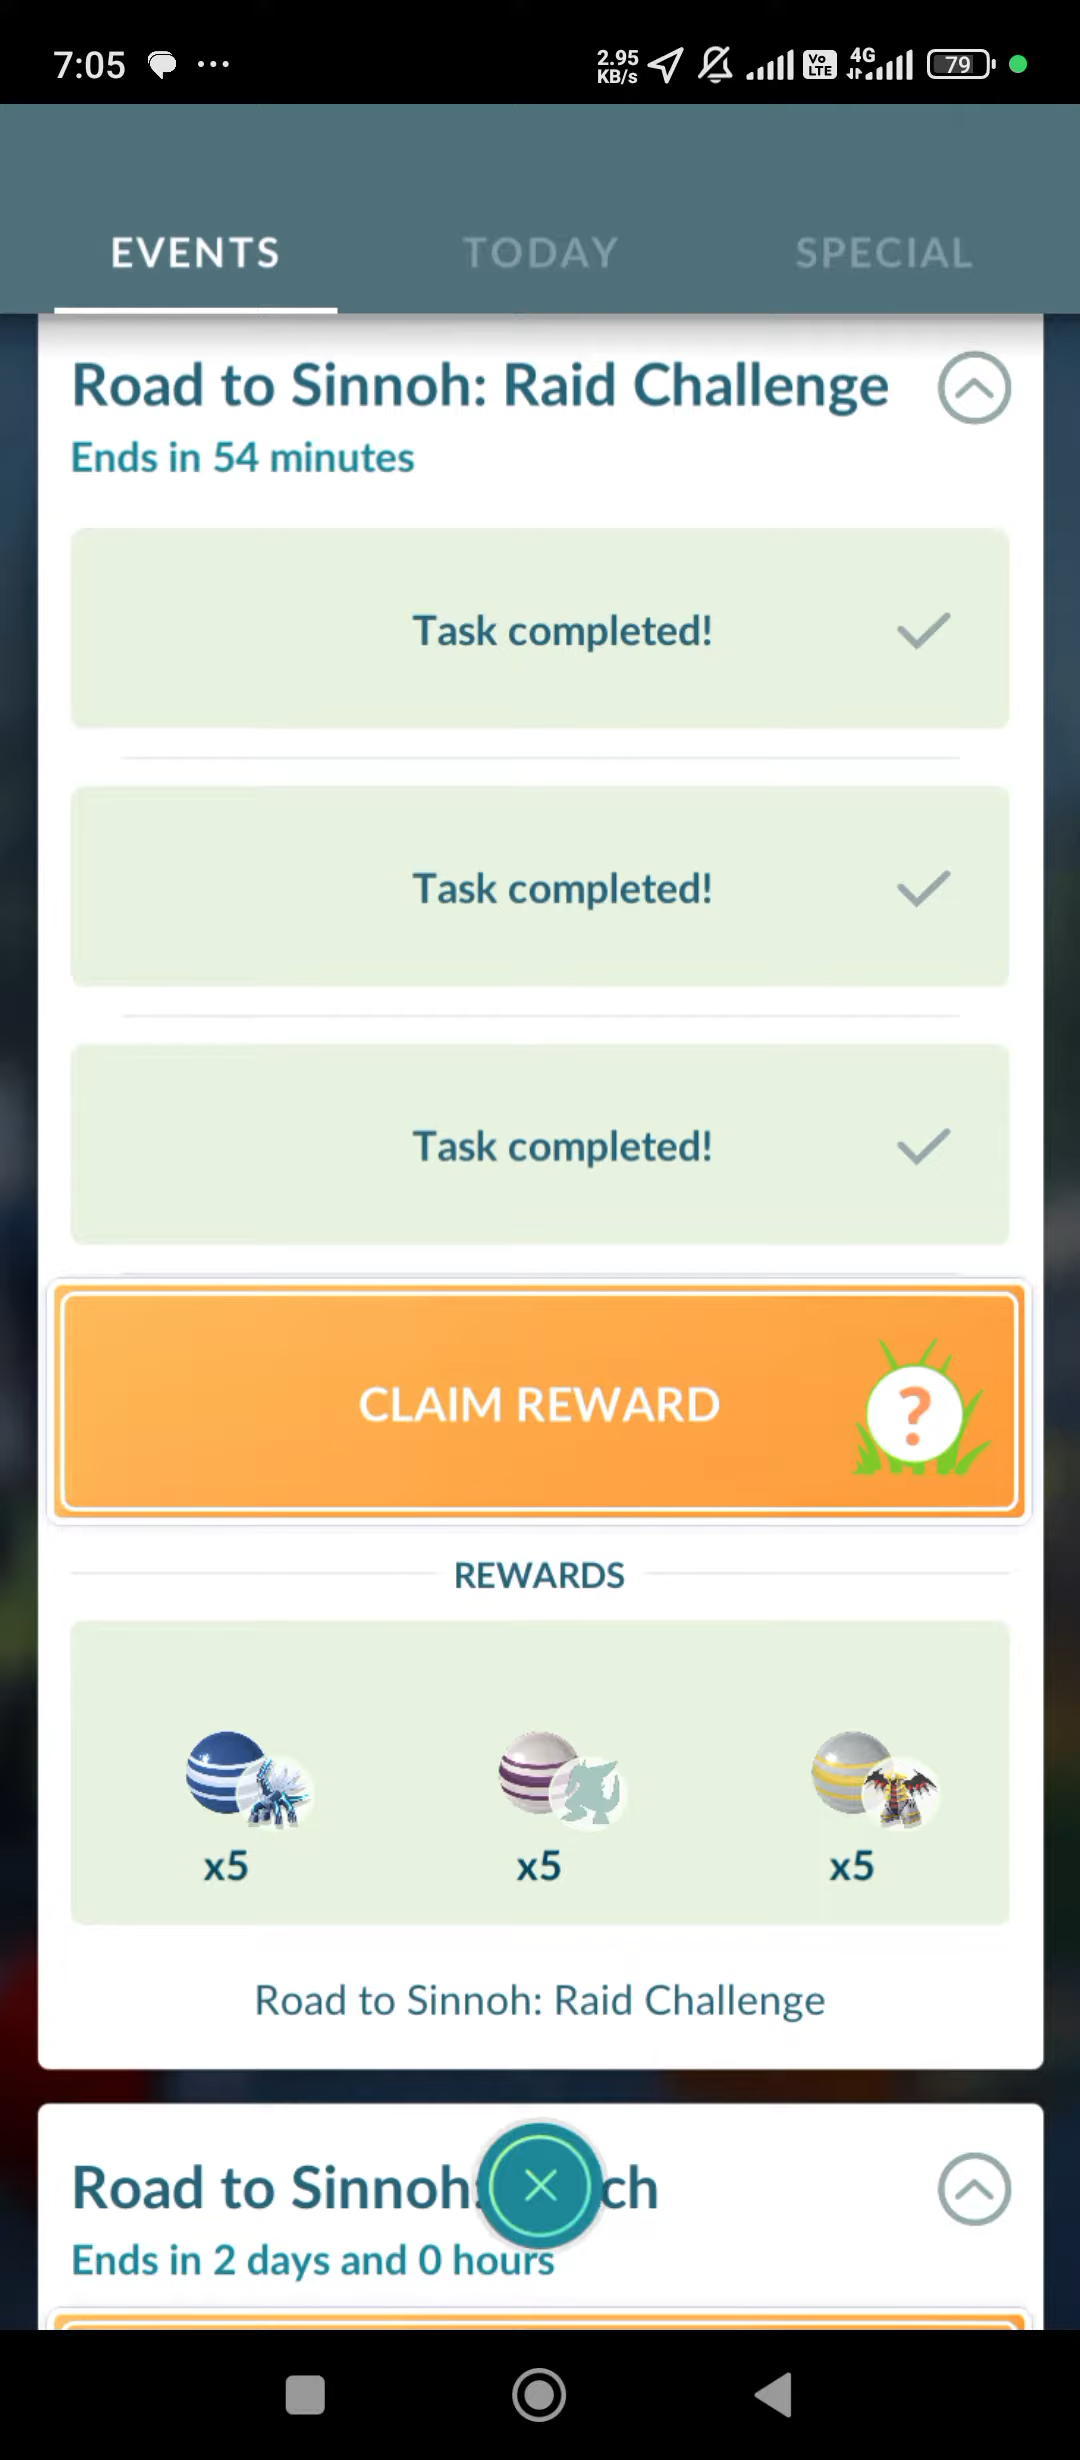 7:05
2.95
KB/s
Vo
LTE
4G
79
EVENTS
TODAY
SPECIAL
Road to Sinnoh: Raid Challenge
Ends in 54 minutes
Task completed!
Task completed!
Task completed!
CLAIM REWARD
?
REWARDS
x5
x5
x5
Road to Sinnoh: Raid Challenge
Road to Sinnoh: ch
Ends in 2 days and 0 hours